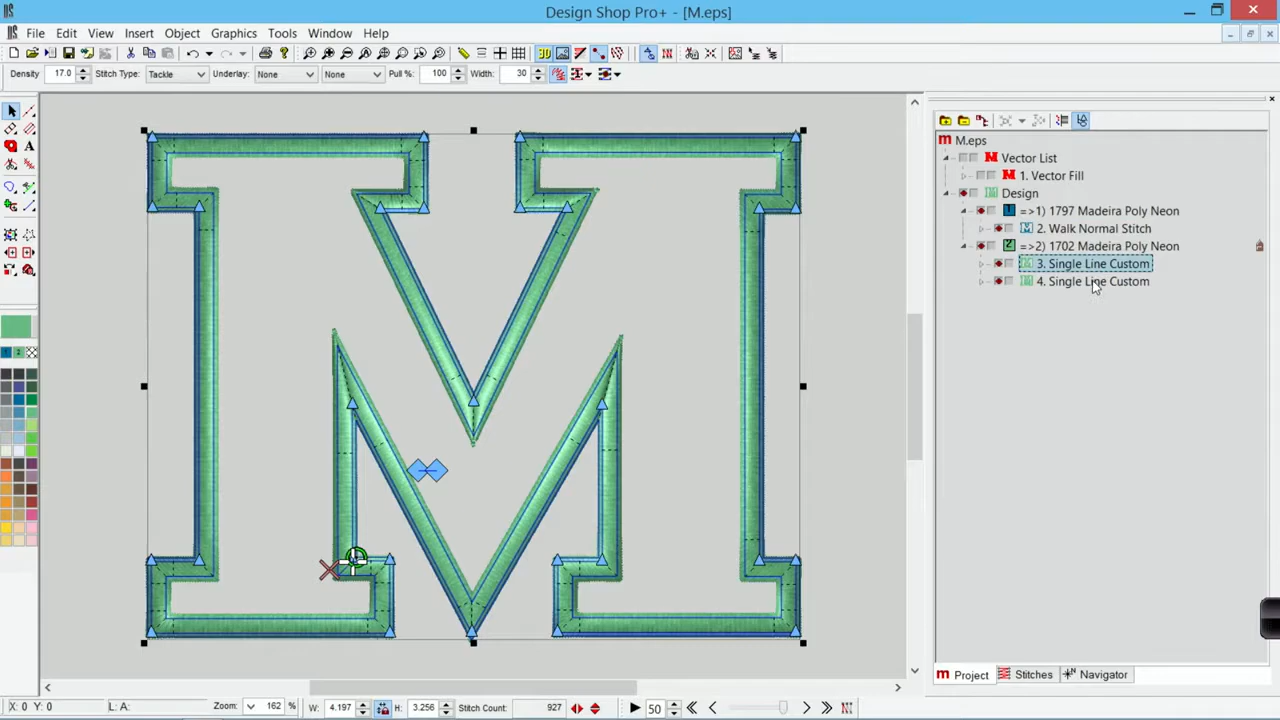 Design Shop Pro+ - [M.eps]
File Edit View Insert Object Graphics Tools Window Help
Density 17.0 Stitch Type: Tackle Underlay: None None Pull %: 100 Width: 30
M.eps
Vector List
1. Vector Fill
Design
=>1) 1797 Madeira Poly Neon
2. Walk Normal Stitch
=>2) 1702 Madeira Poly Neon
3. Single Line Custom
4. Single Line Custom
Project Stitches Navigator
X: 0 Y: 0 L: A: Zoom: 162 % W: 4.197 H: 3.256 Stitch Count: 927 50